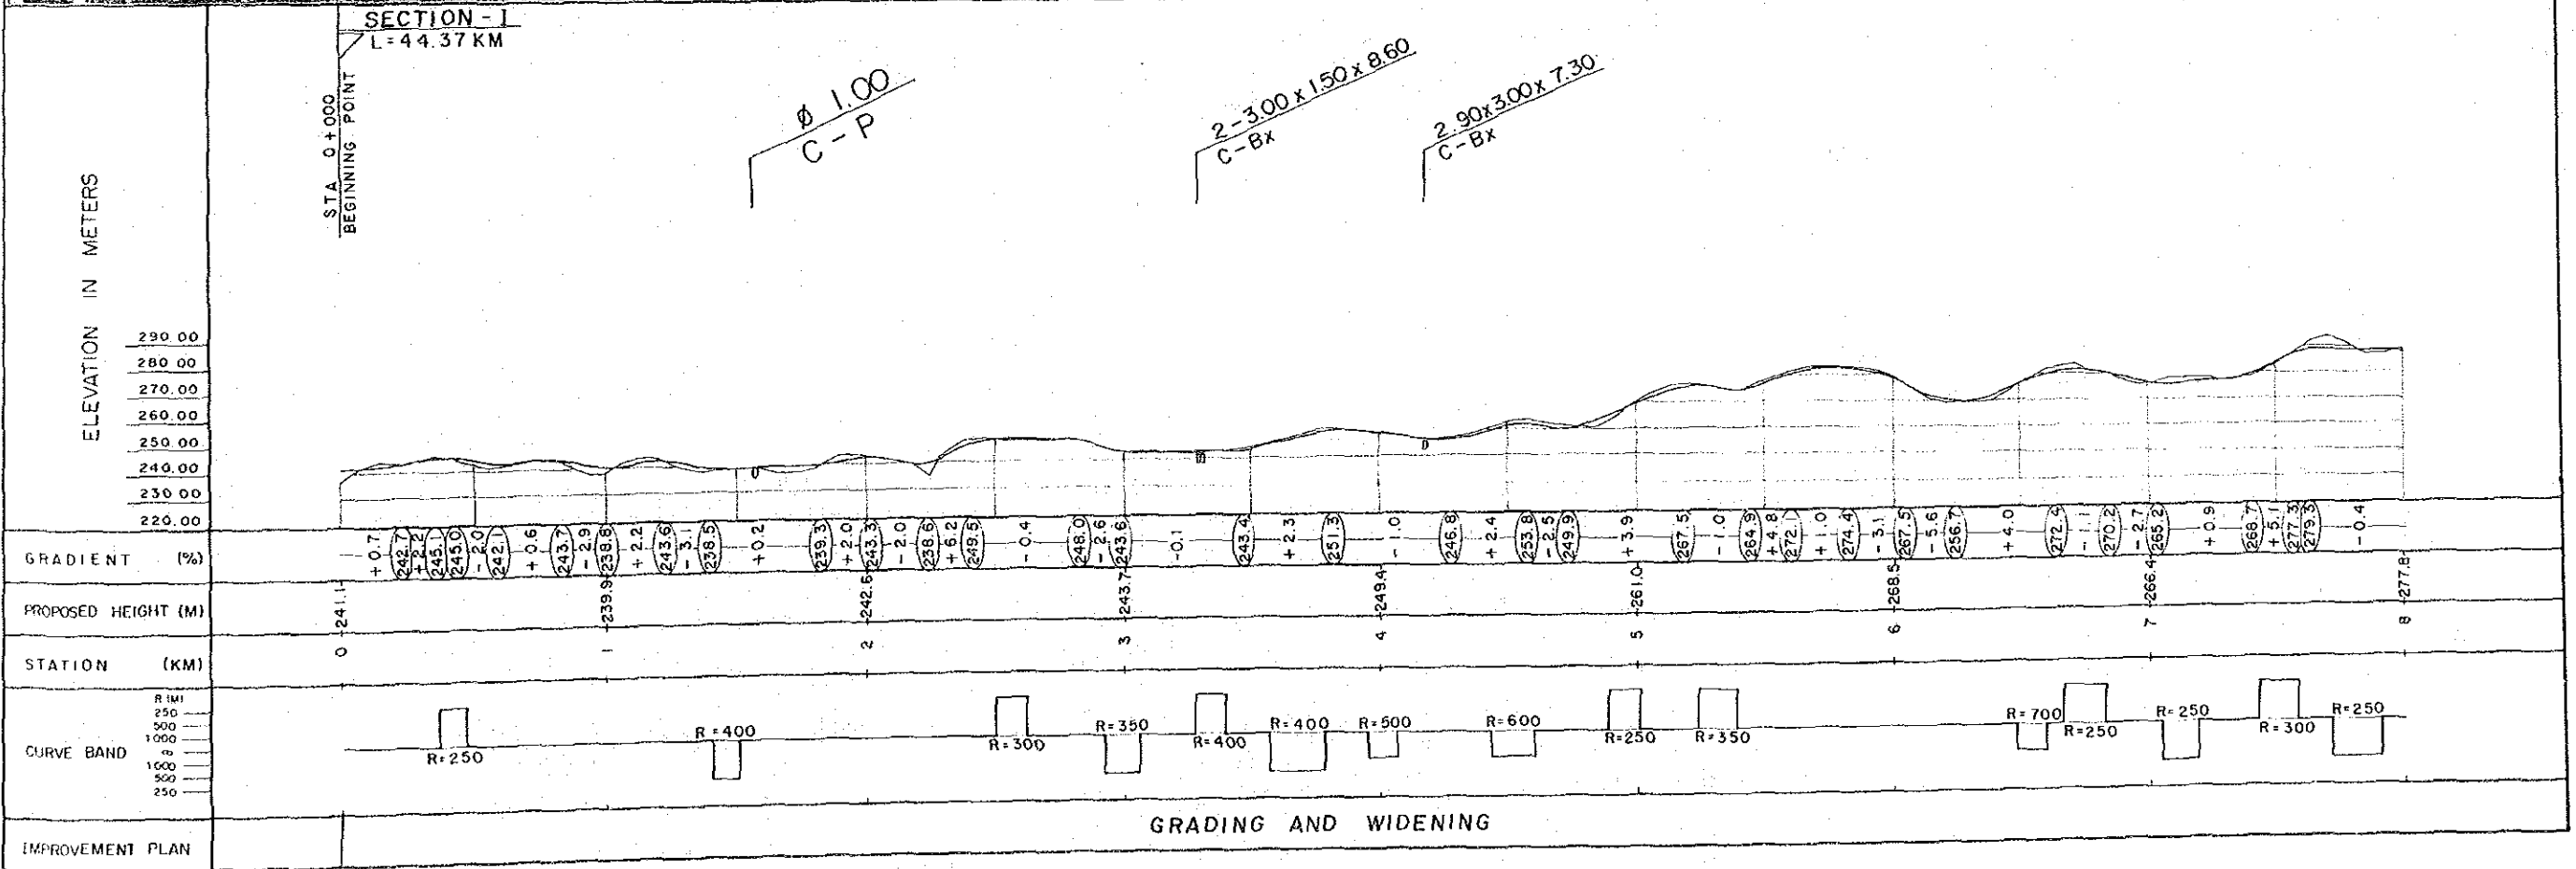 SECTION-I
L=44.37 KM
STA 0+000
BEGINNING POINT
Ø 1.00
C-P
2-3.00 x 1.50 x 8.60
C-Bx
2.90x3.00x7.30
C-Bx
ELEVATION IN METERS
290.00
280.00
270.00
260.00
250.00
240.00
230.00
220.00
GRADIENT (%)
+0.7 242.7 +2.2 245.1 245.0 -2.0 242.1 +0.6 243.7 -2.9 238.8 +2.2 243.6 -3.1 238.5 +0.2 239.3 +2.0 243.3 -2.0 238.6 +6.2 249.5 -0.4 248.0 -2.6 243.6 -0.1 243.4 +2.3 251.3 -1.0 246.8 +2.4 253.8 -2.5 249.9 +3.9 267.5 -1.0 264.9 +4.8 272.1 +1.0 274.4 -3.1 267.5 -5.6 256.7 +4.0 272.4 -1.1 270.2 -2.7 265.2 +0.9 268.7 +5.1 277.3 279.3 -0.4
PROPOSED HEIGHT (M)
241.1 239.9 242.6 243.7 249.4 261.0 268.5 266.4 277.8
STATION (KM)
0 1 2 3 4 5 6 7 8
CURVE BAND
R (M)
250
500
1000
∞
1000
500
250
R=250 R=400 R=300 R=350 R=400 R=400 R=500 R=600 R=250 R=350 R=700 R=250 R=250 R=300 R=250
IMPROVEMENT PLAN
GRADING AND WIDENING